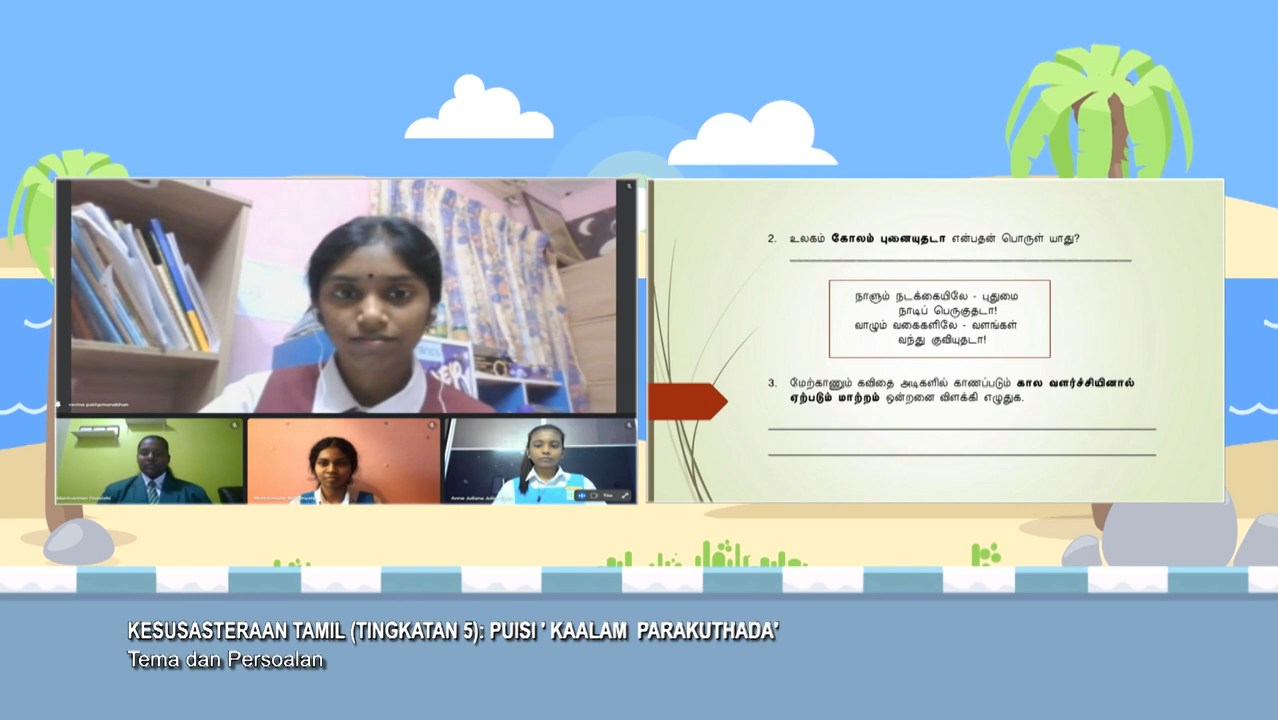 2. உலகம் கோலம் புனையுதடா என்பதன் பொருள் யாது?
நாளும் நடக்கையிலே - புதுமை
நாடிப் பெருகுதடா!
வாழும் வகைகளிலே - வளங்கள்
வந்து குவியுதடா!
3. மேற்காணும் கவிதை அடிகளில் காணப்படும் கால வளர்ச்சியினால்
ஏற்படும் மாற்றம் ஒன்றனை விளக்கி எழுதுக.
You
KESUSASTERAAN TAMIL (TINGKATAN 5): PUISI ' KAALAM PARAKUTHADA'
Tema dan Persoalan